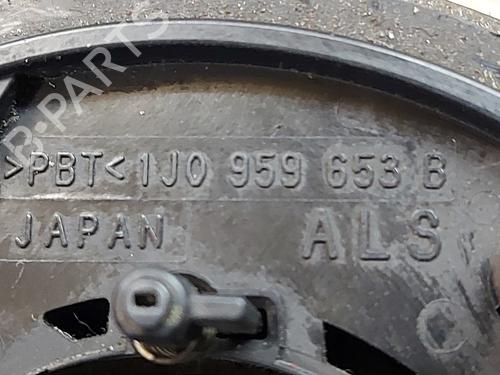 B-PARTS
>PBT< 1J0 959 653 B
JAPAN ALS
C